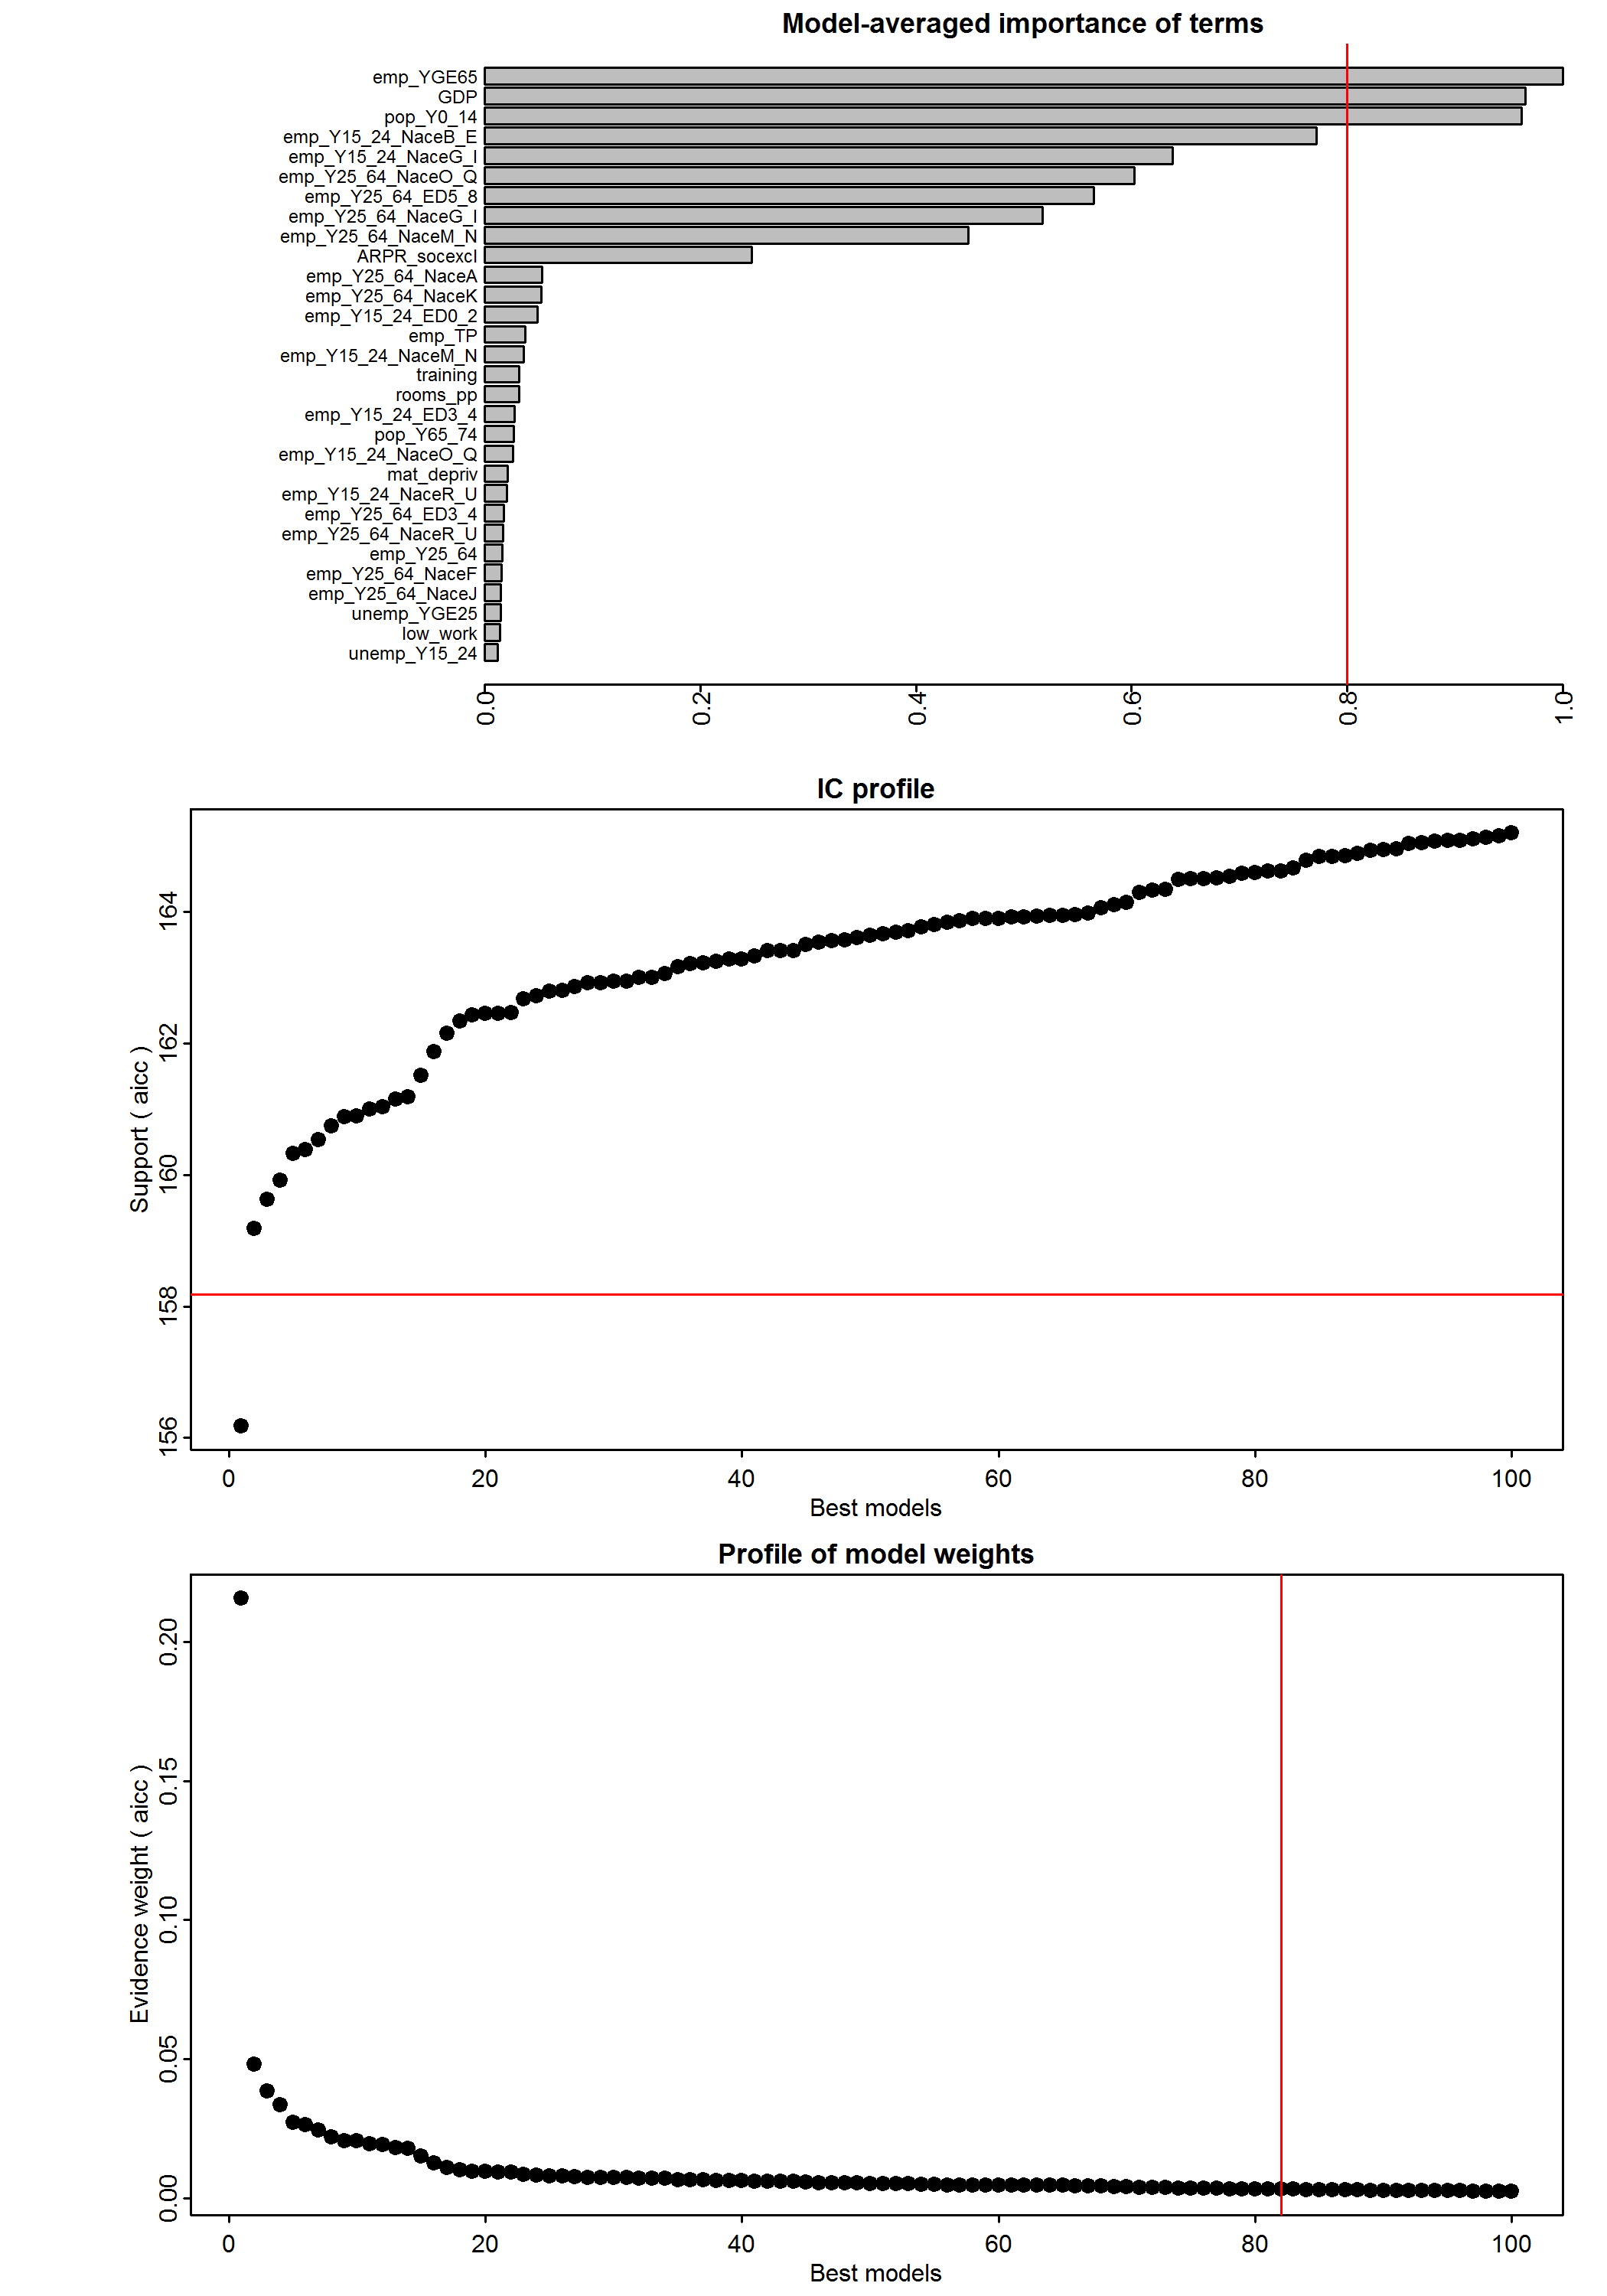 Model-averaged importance of terms
emp_YGE65
GDP
pop_Y0_14
emp_Y15_24_NaceB_E
emp_Y15_24_NaceG_I
emp_Y25_64_NaceO_Q
emp_Y25_64_ED5_8
emp_Y25_64_NaceG_I
emp_Y25_64_NaceM_N
ARPR_socexcl
emp_Y25_64_NaceA
emp_Y25_64_NaceK
emp_Y15_24_ED0_2
emp_TP
emp_Y15_24_NaceM_N
training
rooms_pp
emp_Y15_24_ED3_4
pop_Y65_74
emp_Y15_24_NaceO_Q
mat_depriv
emp_Y15_24_NaceR_U
emp_Y25_64_ED3_4
emp_Y25_64_NaceR_U
emp_Y25_64
emp_Y25_64_NaceF
emp_Y25_64_NaceJ
unemp_YGE25
low_work
unemp_Y15_24
0.0 0.2 0.4 0.6 0.8 1.0
IC profile
Support ( aicc )
164
162
160
158
156
0 20 40 60 80 100
Best models
Profile of model weights
Evidence weight ( aicc )
0.20
0.15
0.10
0.05
0.00
0 20 40 60 80 100
Best models